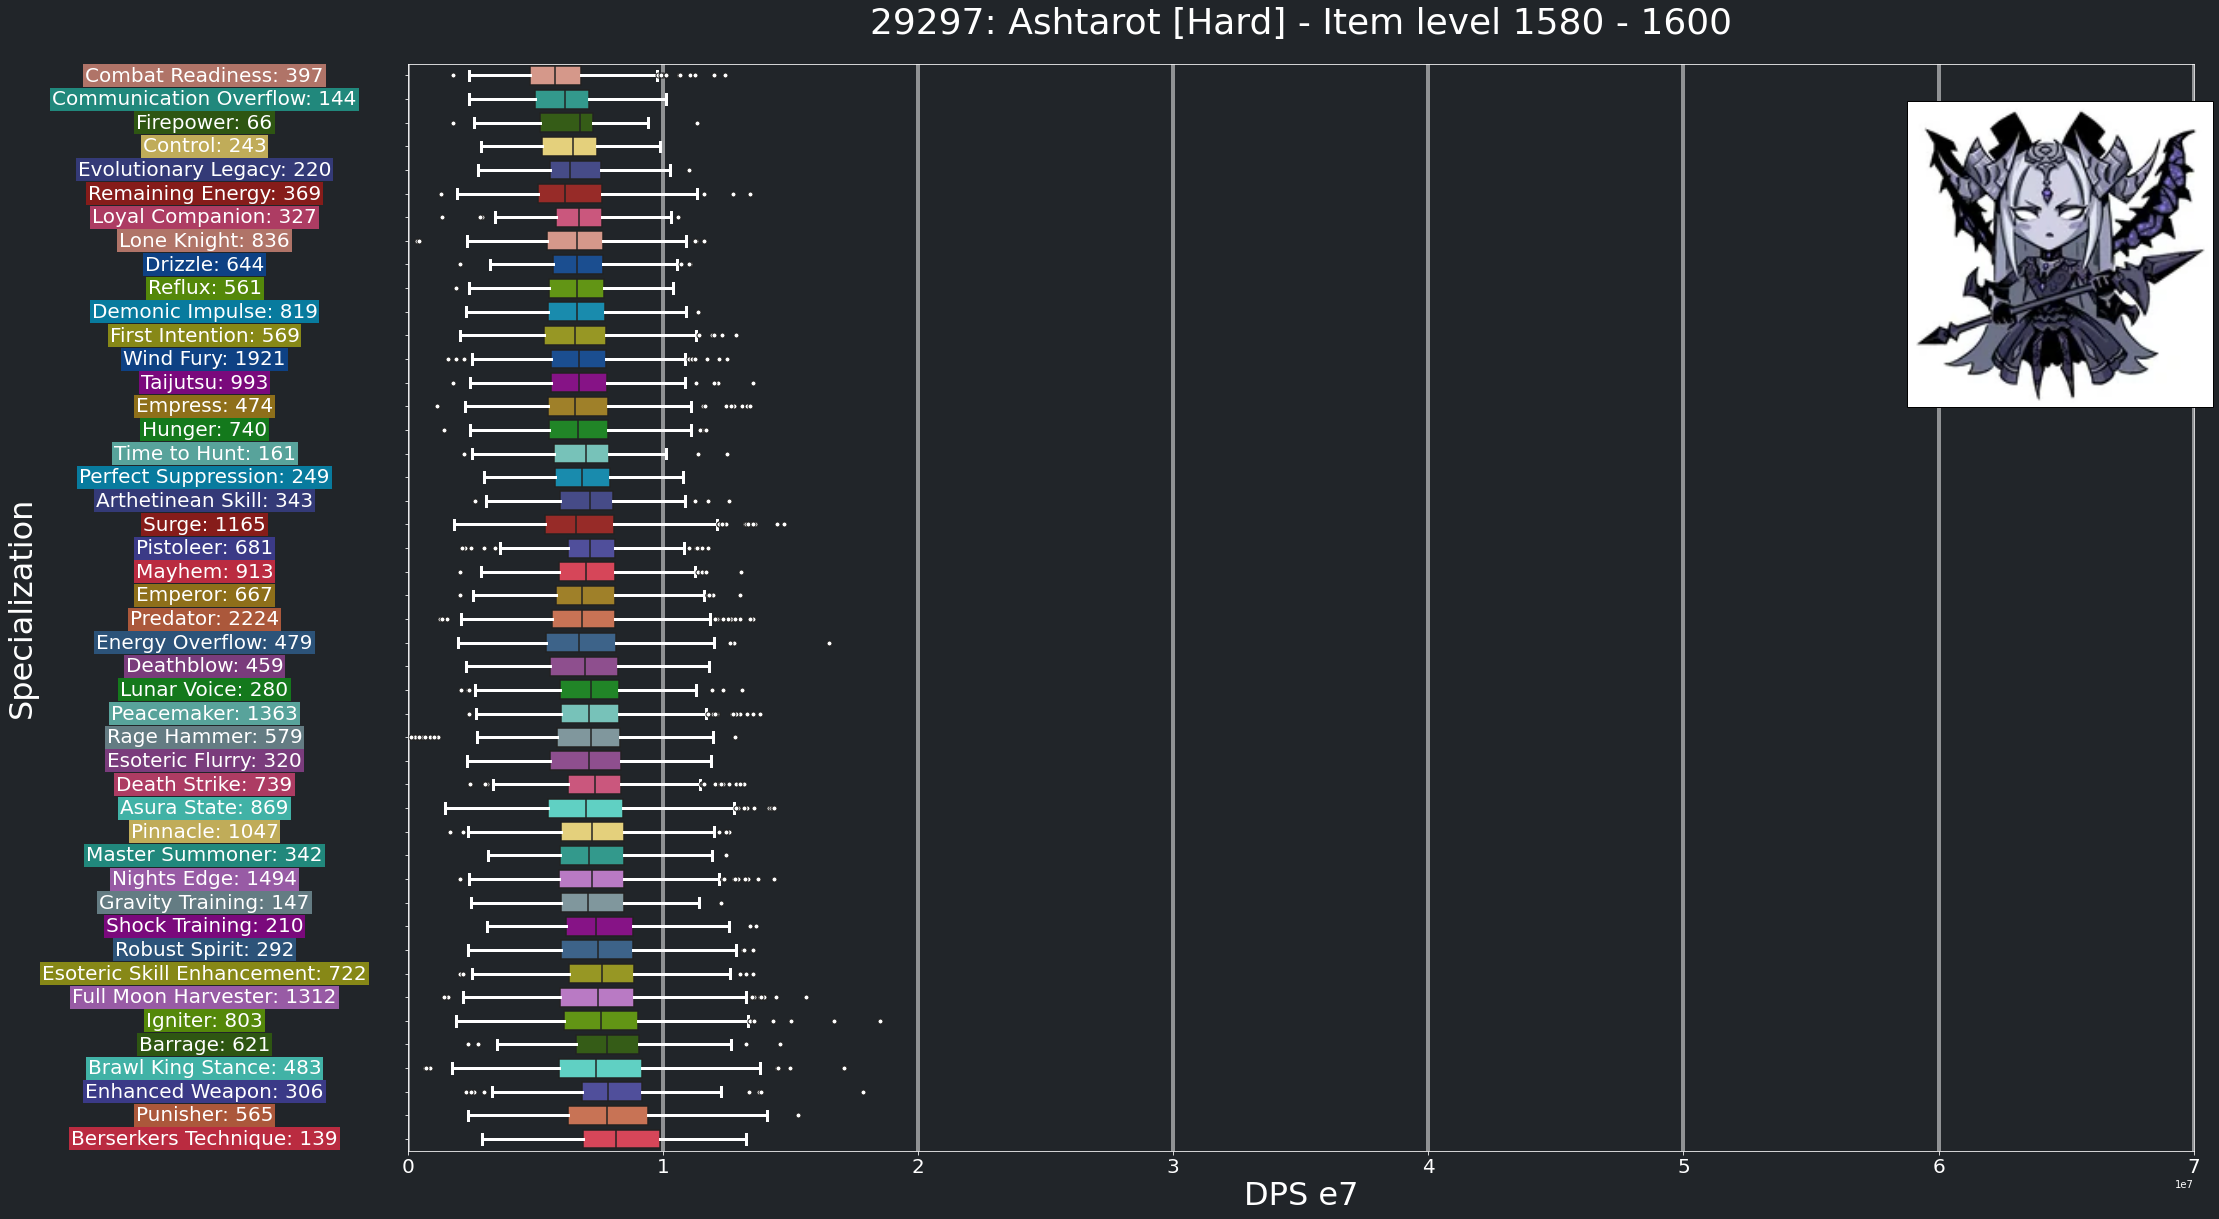 29297: Ashtarot [Hard] - Item level 1580 - 1600
Specialization
Combat Readiness: 397
Communication Overflow: 144
Firepower: 66
Control: 243
Evolutionary Legacy: 220
Remaining Energy: 369
Loyal Companion: 327
Lone Knight: 836
Drizzle: 644
Reflux: 561
Demonic Impulse: 819
First Intention: 569
Wind Fury: 1921
Taijutsu: 993
Empress: 474
Hunger: 740
Time to Hunt: 161
Perfect Suppression: 249
Arthetinean Skill: 343
Surge: 1165
Pistoleer: 681
Mayhem: 913
Emperor: 667
Predator: 2224
Energy Overflow: 479
Deathblow: 459
Lunar Voice: 280
Peacemaker: 1363
Rage Hammer: 579
Esoteric Flurry: 320
Death Strike: 739
Asura State: 869
Pinnacle: 1047
Master Summoner: 342
Nights Edge: 1494
Gravity Training: 147
Shock Training: 210
Robust Spirit: 292
Esoteric Skill Enhancement: 722
Full Moon Harvester: 1312
Igniter: 803
Barrage: 621
Brawl King Stance: 483
Enhanced Weapon: 306
Punisher: 565
Berserkers Technique: 139
0 1 2 3 4 5 6 7
1e7
DPS e7